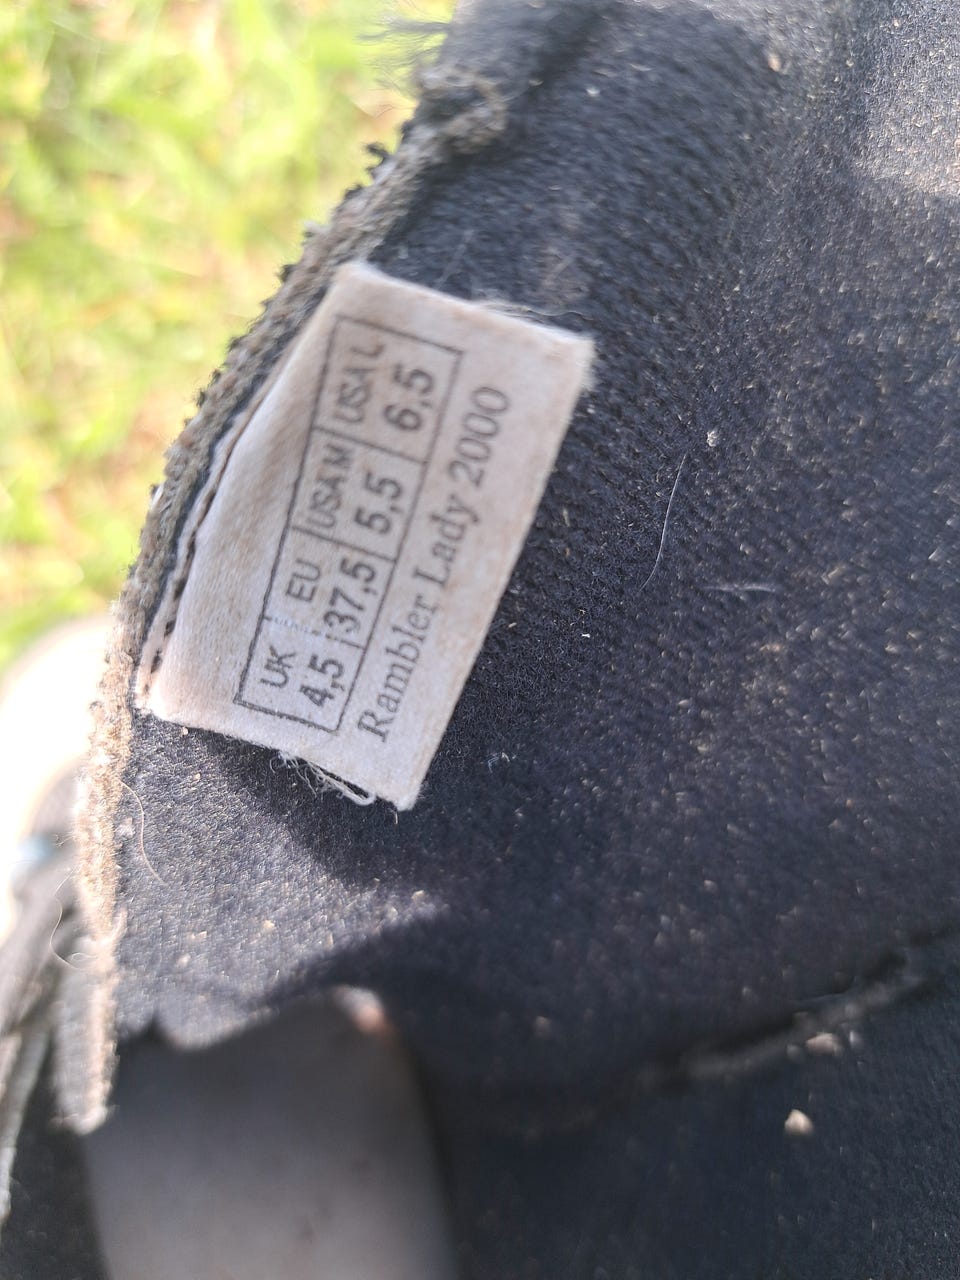 UK EU USA M USA L
4,5 37,5 5,5 6,5
Rambler Lady 2000